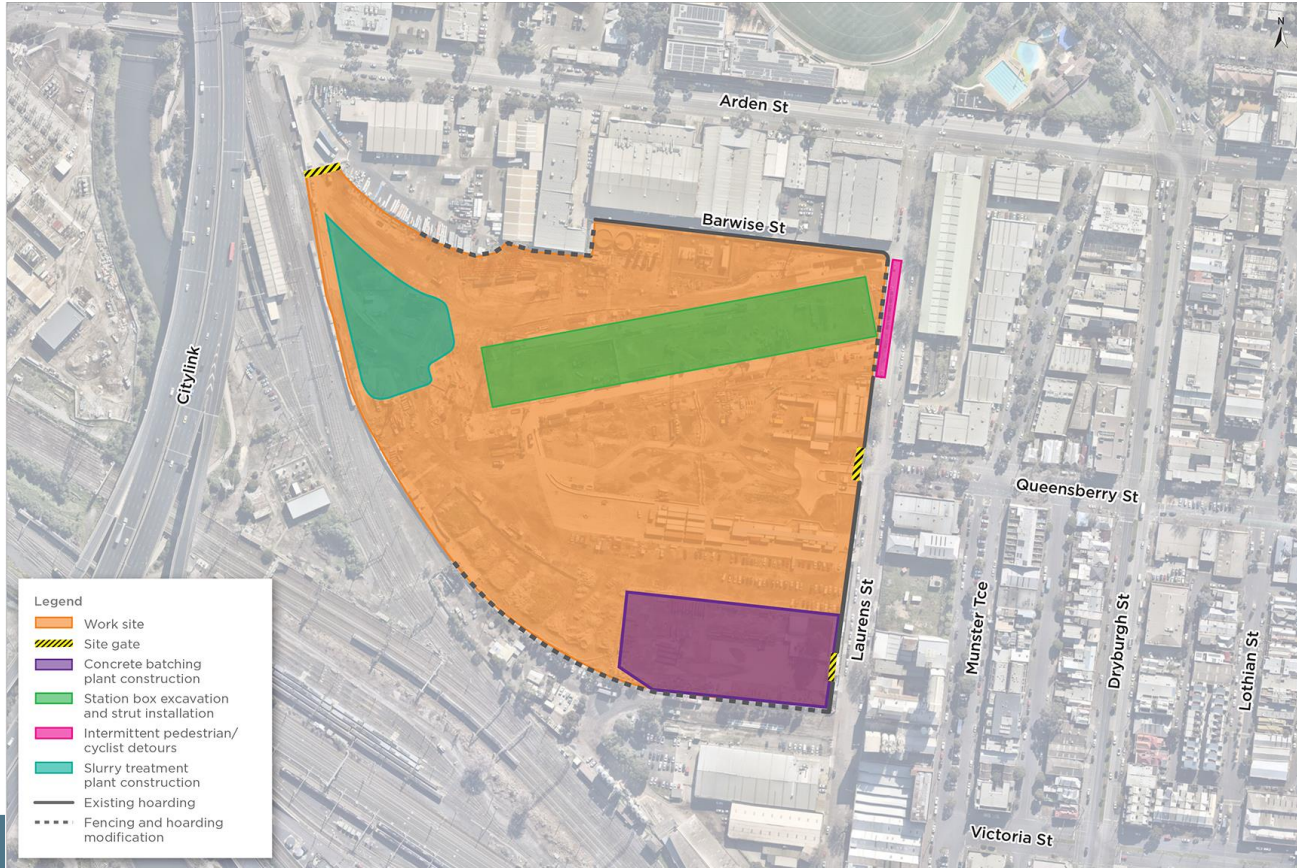 N
Arden St
Barwise St
Citylink
Queensberry St
Laurens St
Munster Tce
Dryburgh St
Lothian St
Victoria St
Legend
Work site
Site gate
Concrete batching
plant construction
Station box excavation
and strut installation
Intermittent pedestrian/
cyclist detours
Slurry treatment
plant construction
Existing hoarding
Fencing and hoarding
modification